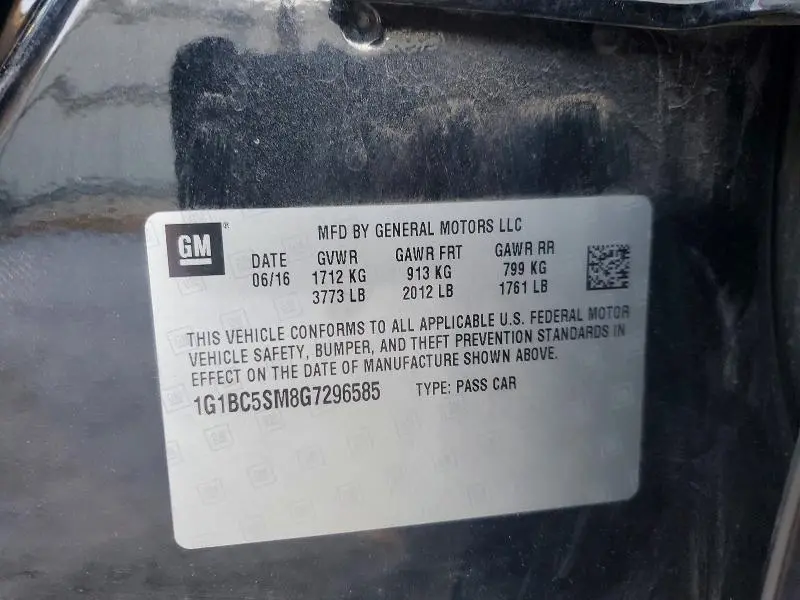 GM® MFD BY GENERAL MOTORS LLC
DATE GVWR GAWR FRT GAWR RR
06/16 1712 KG 913 KG 799 KG
3773 LB 2012 LB 1761 LB
THIS VEHICLE CONFORMS TO ALL APPLICABLE U.S. FEDERAL MOTOR
VEHICLE SAFETY, BUMPER, AND THEFT PREVENTION STANDARDS IN
EFFECT ON THE DATE OF MANUFACTURE SHOWN ABOVE.
1G1BC5SM8G7296585 TYPE: PASS CAR